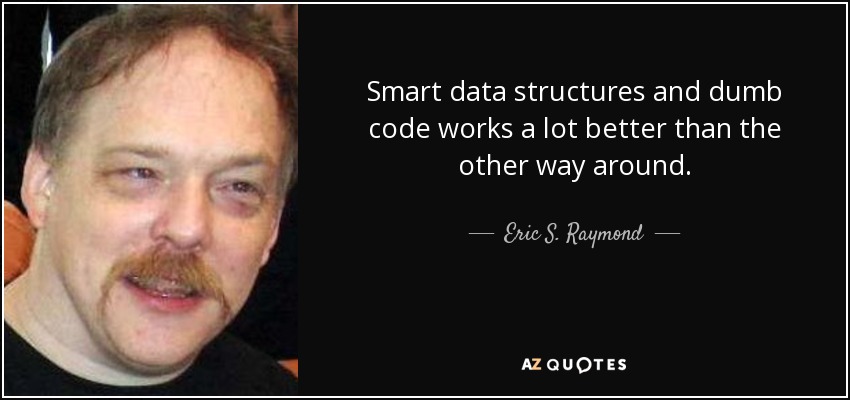 Smart data structures and dumb
code works a lot better than the
other way around.
Eric S. Raymond
AZ QUOTES